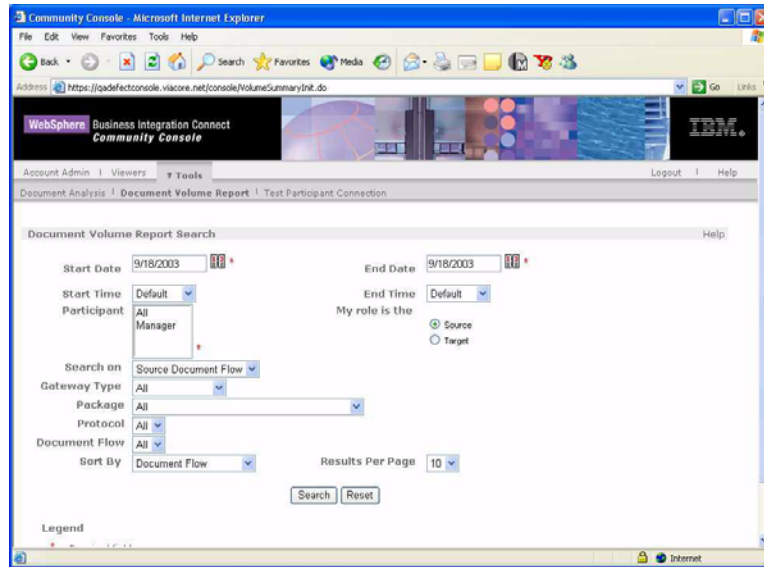 Community Console - Microsoft Internet Explorer
File Edit View Favorites Tools Help
Back Search Favorites Media
Address https://qadefectconsole.viacore.net/console/VolumeSummaryInit.do Go Links
WebSphere Business Integration Connect
Community Console
IBM.
Account Admin | Viewers ? Tools Logout | Help
Document Analysis | Document Volume Report | Test Participant Connection
Document Volume Report Search Help
Start Date 9/18/2003 * End Date 9/18/2003 *
Start Time Default End Time Default
Participant All My role is the
Manager Source
* Target
Search on Source Document Flow
Gateway Type All
Package All
Protocol All
Document Flow All
Sort By Document Flow Results Per Page 10
Search Reset
Legend
Internet